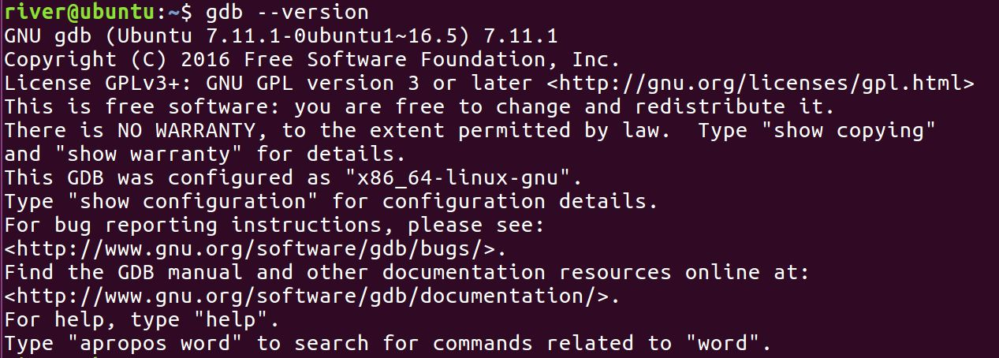 river@ubuntu:~$ gdb --version
GNU gdb (Ubuntu 7.11.1-0ubuntu1~16.5) 7.11.1
Copyright (C) 2016 Free Software Foundation, Inc.
License GPLv3+: GNU GPL version 3 or later <http://gnu.org/licenses/gpl.html>
This is free software: you are free to change and redistribute it.
There is NO WARRANTY, to the extent permitted by law.  Type "show copying"
and "show warranty" for details.
This GDB was configured as "x86_64-linux-gnu".
Type "show configuration" for configuration details.
For bug reporting instructions, please see:
<http://www.gnu.org/software/gdb/bugs/>.
Find the GDB manual and other documentation resources online at:
<http://www.gnu.org/software/gdb/documentation/>.
For help, type "help".
Type "apropos word" to search for commands related to "word".